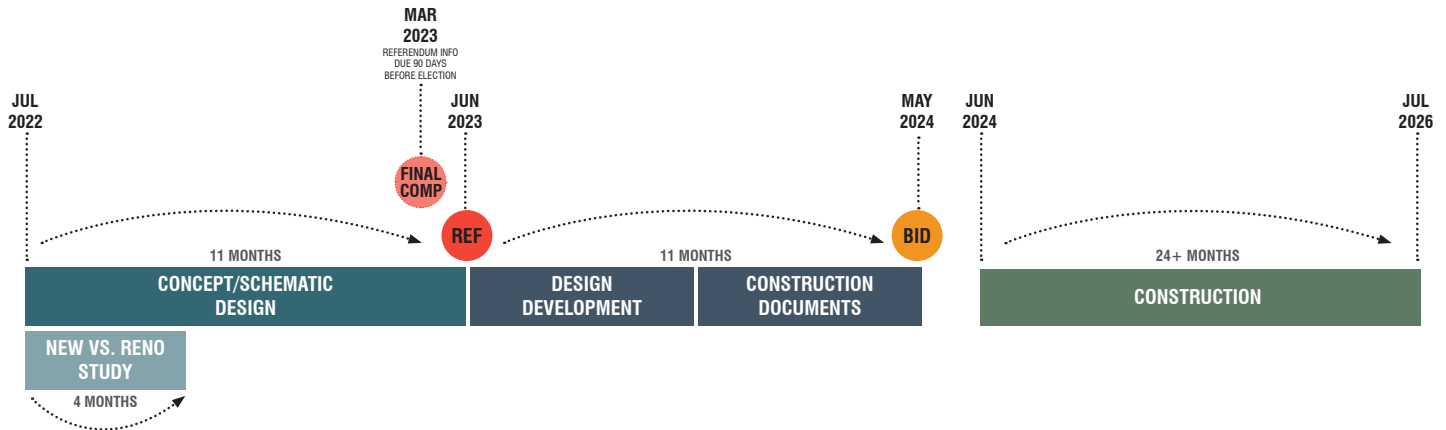 MAR
2023
REFERENDUM INFO
DUE 90 DAYS
BEFORE ELECTION
JUL
2022
JUN
2023
MAY
2024
JUN
2024
JUL
2026
FINAL
COMP
REF
BID
11 MONTHS
11 MONTHS
24+ MONTHS
CONCEPT/SCHEMATIC
DESIGN
DESIGN
DEVELOPMENT
CONSTRUCTION
DOCUMENTS
CONSTRUCTION
NEW VS. RENO
STUDY
4 MONTHS